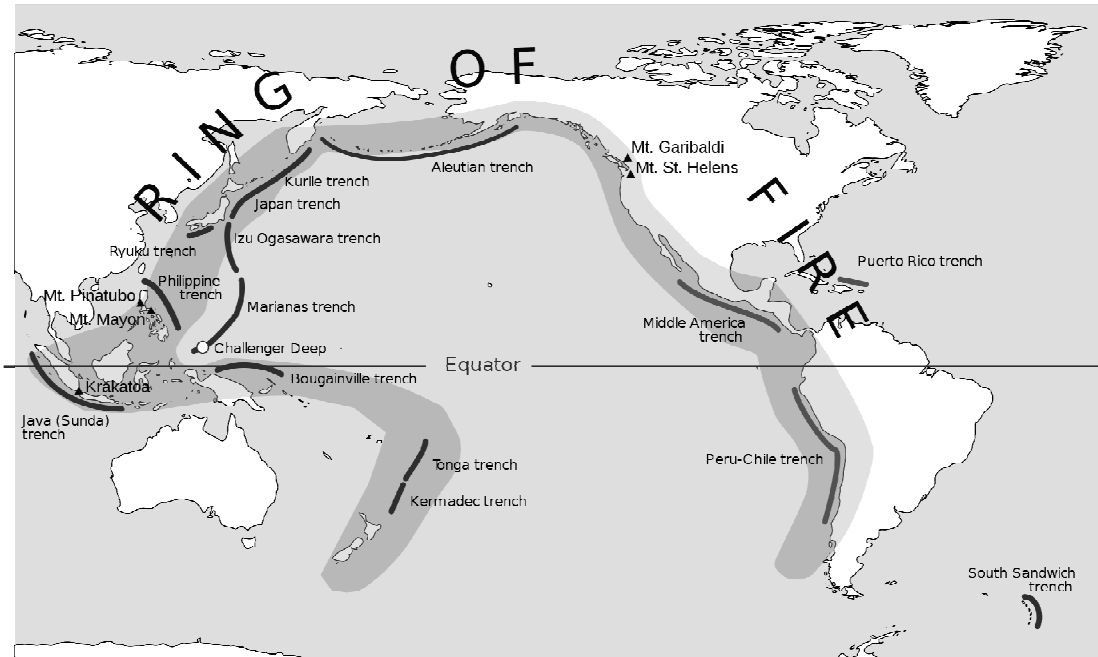 RING OF FIRE
Mt. Garibaldi
Mt. St. Helens
Aleutian trench
Kurile trench
Japan trench
Izu Ogasawara trench
Ryuku trench
Puerto Rico trench
Philippine
trench
Mt. Pinatubo
Marianas trench
Mt. Mayon
Middle America
trench
Challenger Deep
Equator
Bougainville trench
Krakatoa
Java (Sunda)
trench
Peru-Chile trench
Tonga trench
Kermadec trench
South Sandwich
trench